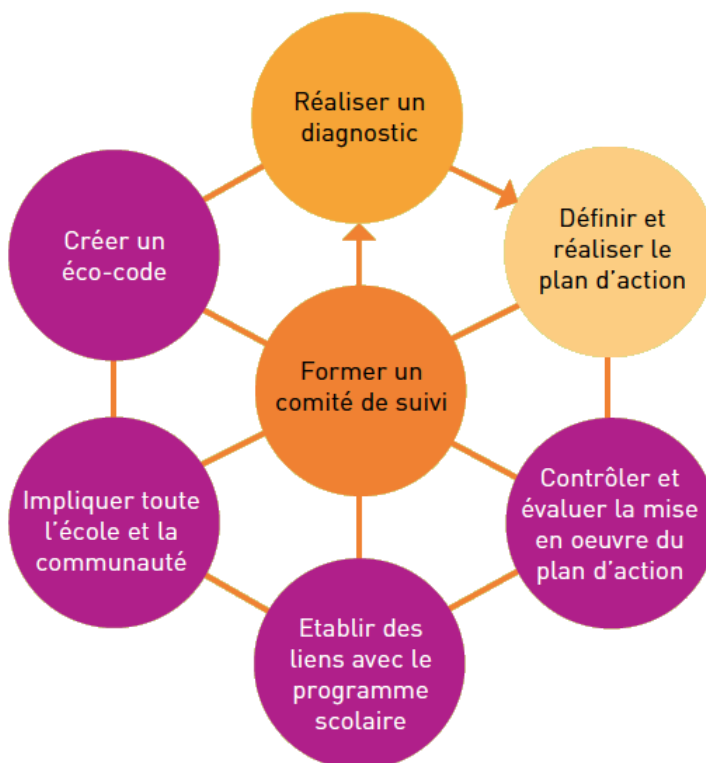 Réaliser un
diagnostic
Créer un
éco-code
Définir et
réaliser le
plan d'action
Former un
comité de suivi
Impliquer toute
l'école et la
communauté
Contrôler et
évaluer la mise
en oeuvre du
plan d'action
Etablir des
liens avec le
programme
scolaire